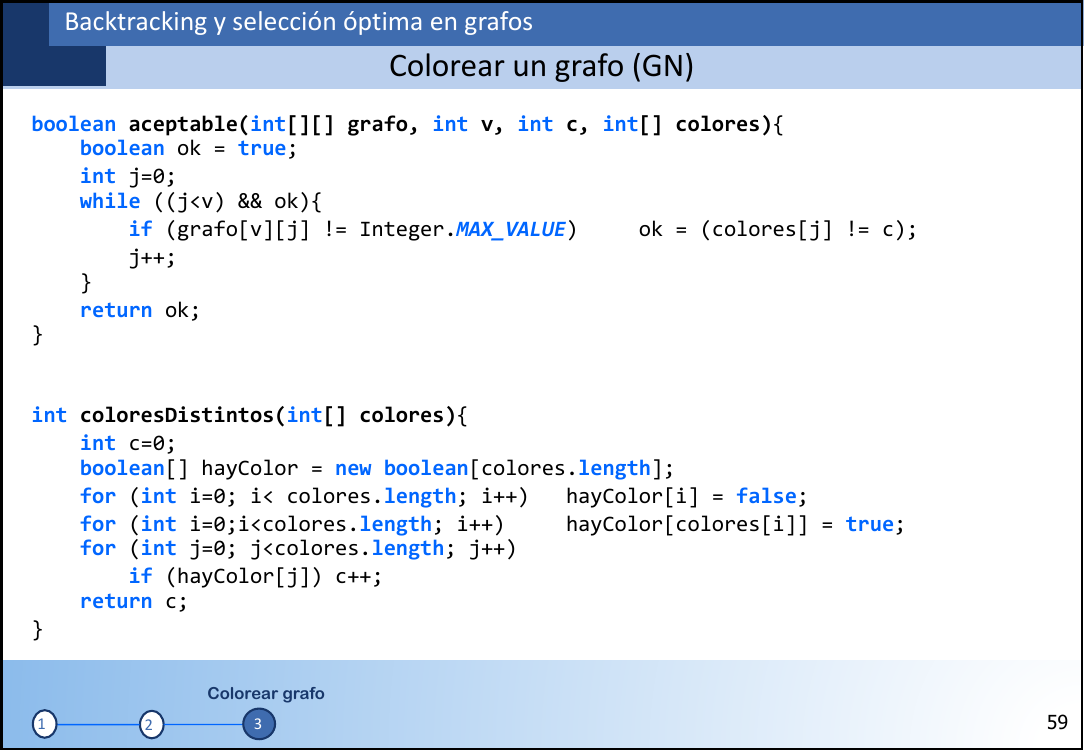 Backtracking y selección óptima en grafos
Colorear un grafo (GN)
boolean aceptable(int[][] grafo, int v, int c, int[] colores){
    boolean ok = true;
    int j=0;
    while ((j<v) && ok){
        if (grafo[v][j] != Integer.MAX_VALUE)     ok = (colores[j] != c);
        j++;
    }
    return ok;
}
int coloresDistintos(int[] colores){
    int c=0;
    boolean[] hayColor = new boolean[colores.length];
    for (int i=0; i< colores.length; i++)   hayColor[i] = false;
    for (int i=0;i<colores.length; i++)     hayColor[colores[i]] = true;
    for (int j=0; j<colores.length; j++)
        if (hayColor[j]) c++;
    return c;
}
Colorear grafo
1 2 3
59